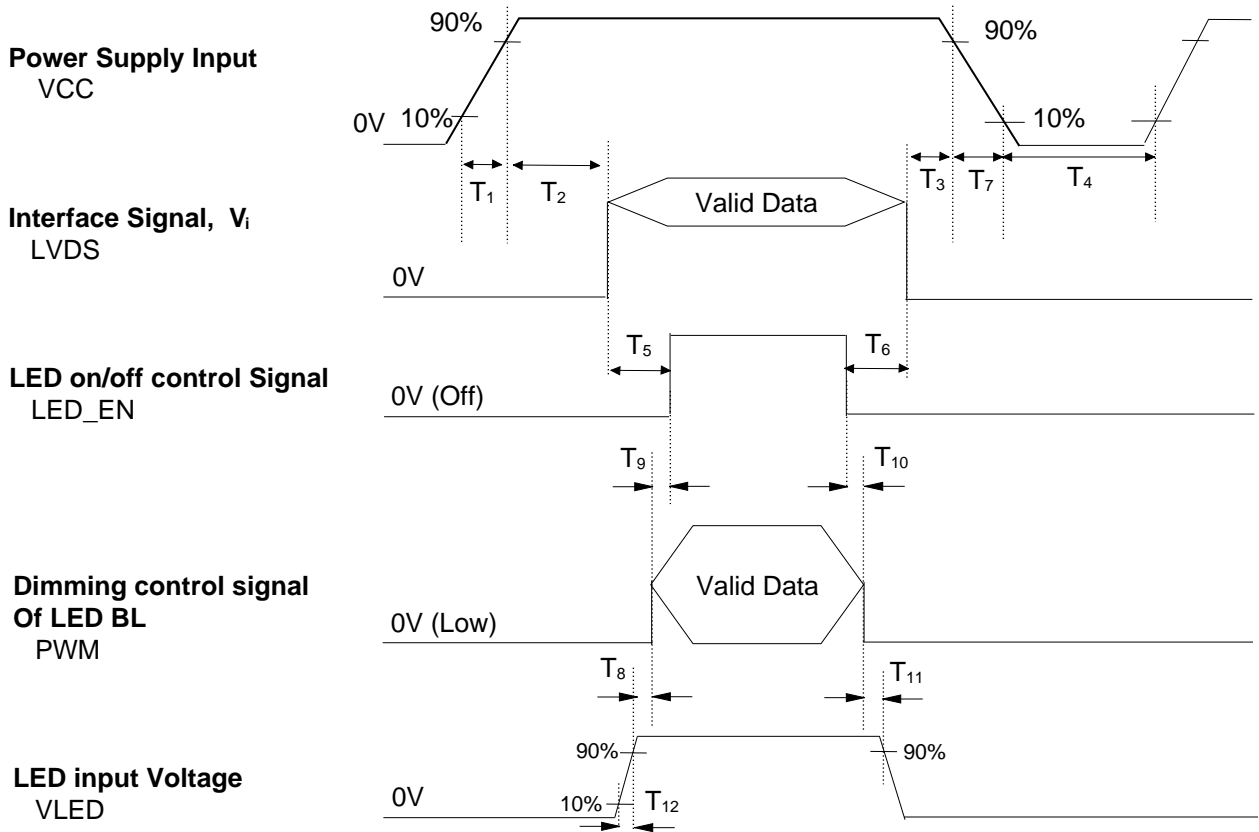 90%
90%
Power Supply Input
VCC
0V
10%
10%
T1
T2
T3
T7
T4
Interface Signal, Vi
LVDS
Valid Data
0V
T5
T6
LED on/off control Signal
LED_EN
0V (Off)
T9
T10
Dimming control signal
Of LED BL
PWM
Valid Data
0V (Low)
T8
T11
90%
90%
LED input Voltage
VLED
0V
10%
T12